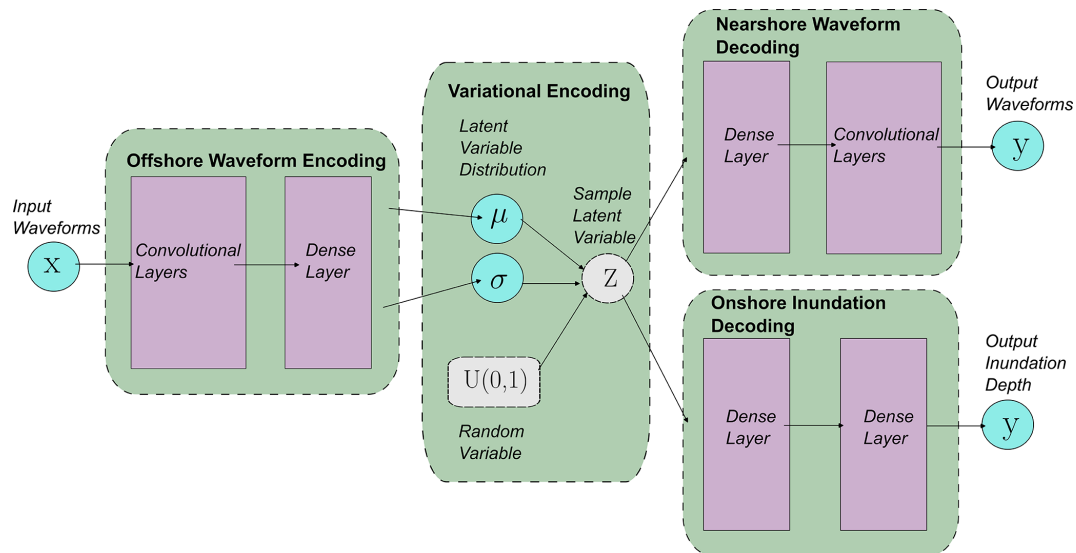 Input
Waveforms
x
Offshore Waveform Encoding
Convolutional
Layers
Dense
Layer
Variational Encoding
Latent
Variable
Distribution
μ
σ
U(0,1)
Random
Variable
Sample
Latent
Variable
z
Nearshore Waveform
Decoding
Dense
Layer
Convolutional
Layers
Output
Waveforms
y
Onshore Inundation
Decoding
Dense
Layer
Dense
Layer
Output
Inundation
Depth
y